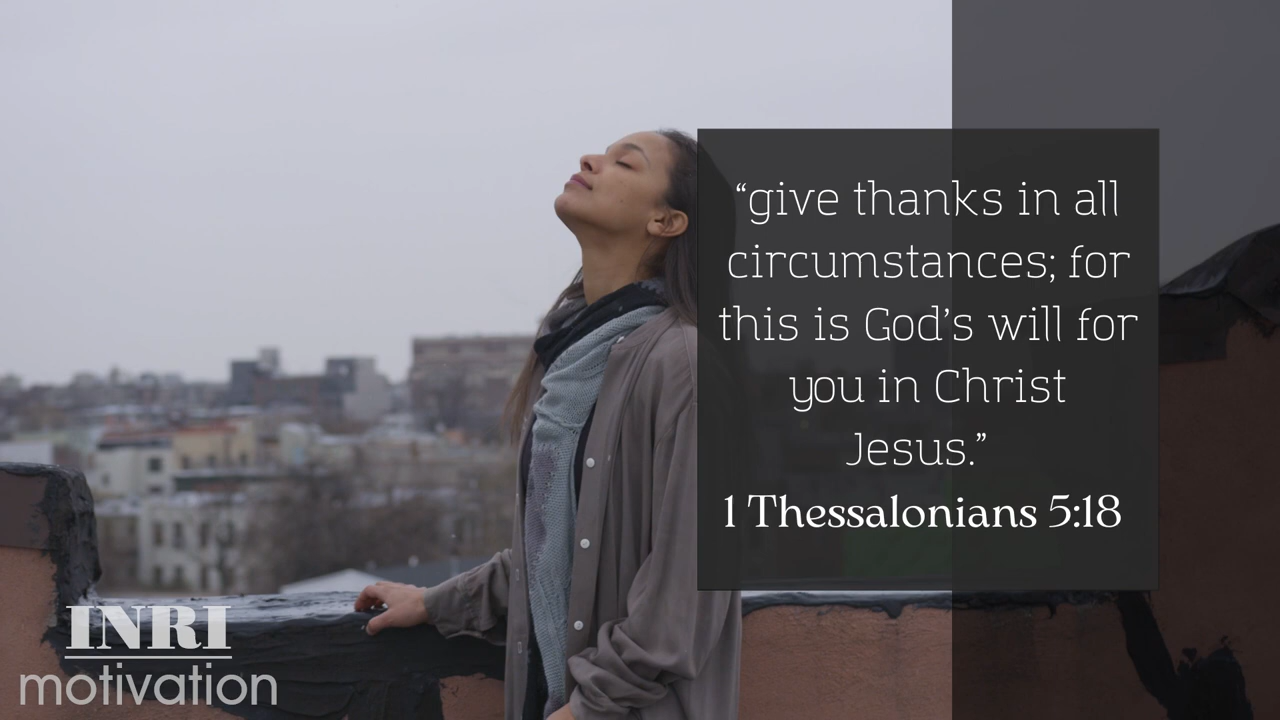 “give thanks in all
circumstances; for
this is God’s will for
you in Christ
Jesus.”
1 Thessalonians 5:18
INRI
motivation